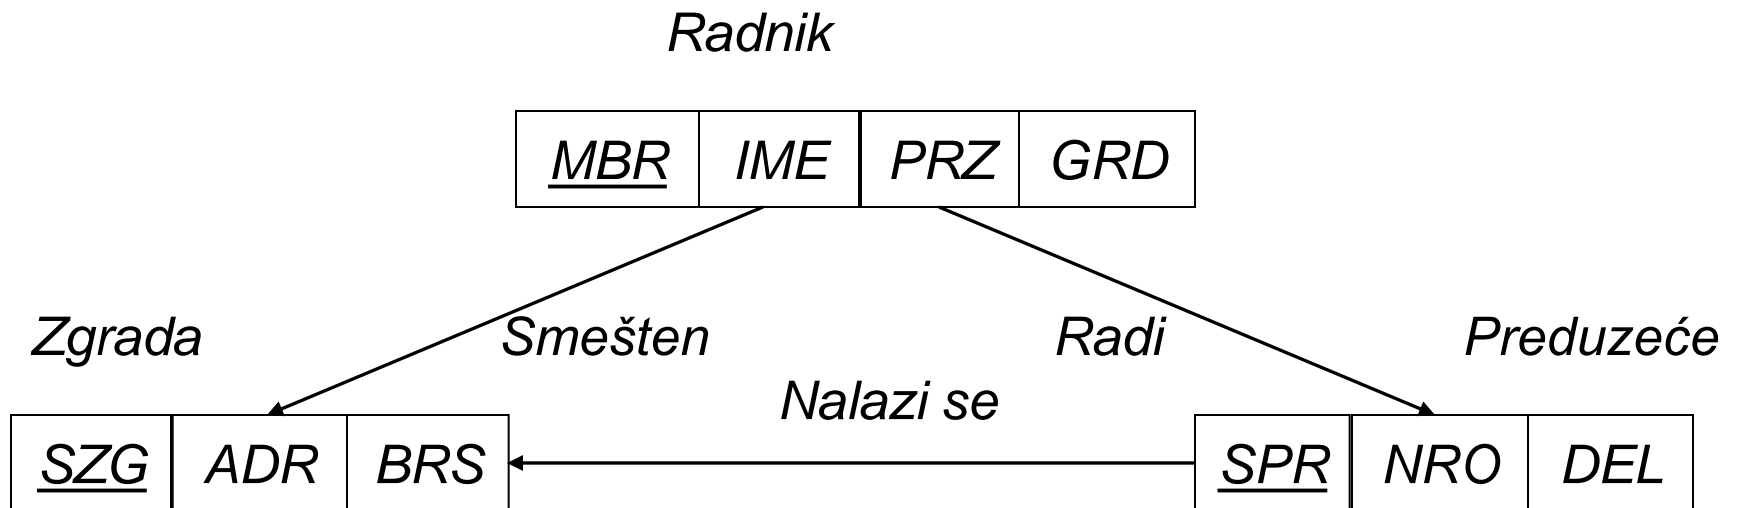 Radnik
MBR IME PRZ GRD
Zgrada Smešten Radi Preduzeće
Nalazi se
SZG ADR BRS SPR NRO DEL